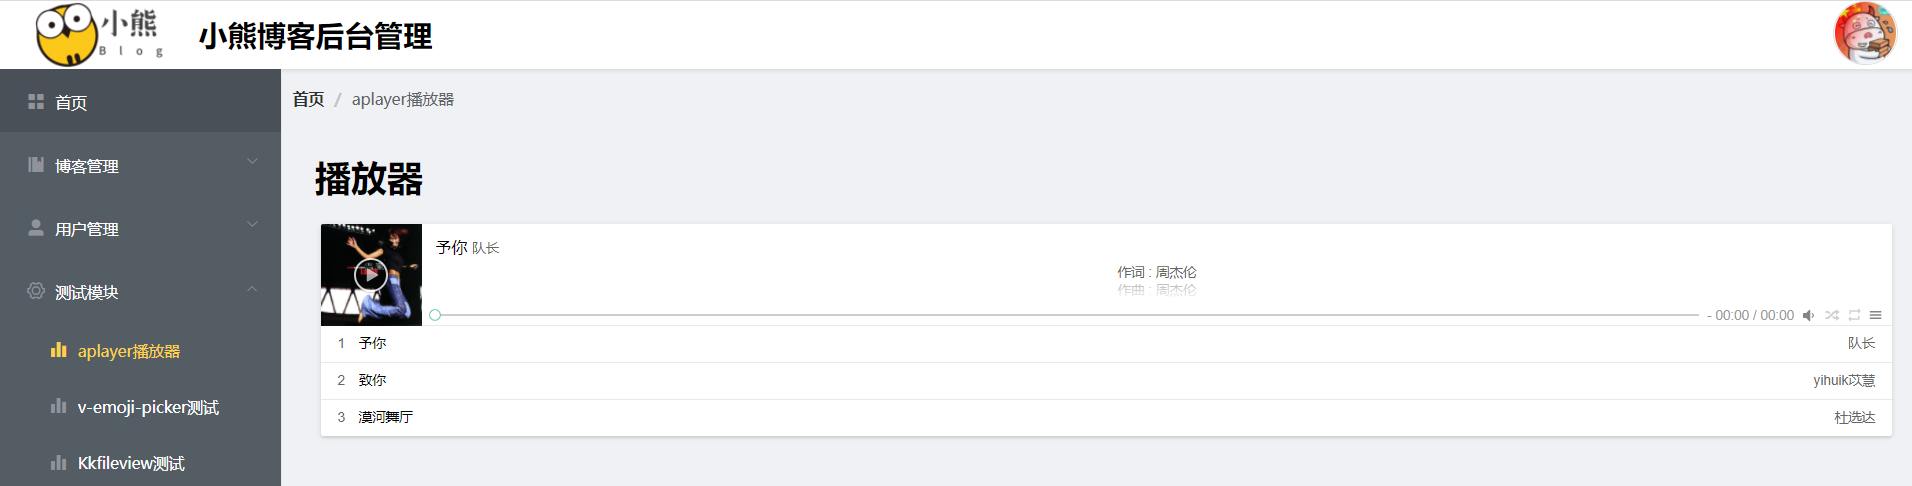 小熊
Blog
小熊博客后台管理
首页
博客管理
用户管理
测试模块
aplayer播放器
v-emoji-picker测试
Kkfileview测试
首页 / aplayer播放器
播放器
予你 队长
作词 : 周杰伦
作曲 : 周杰伦
- 00:00 / 00:00
1 予你 队长
2 致你 yihuik苡慧
3 漠河舞厅 杜选达